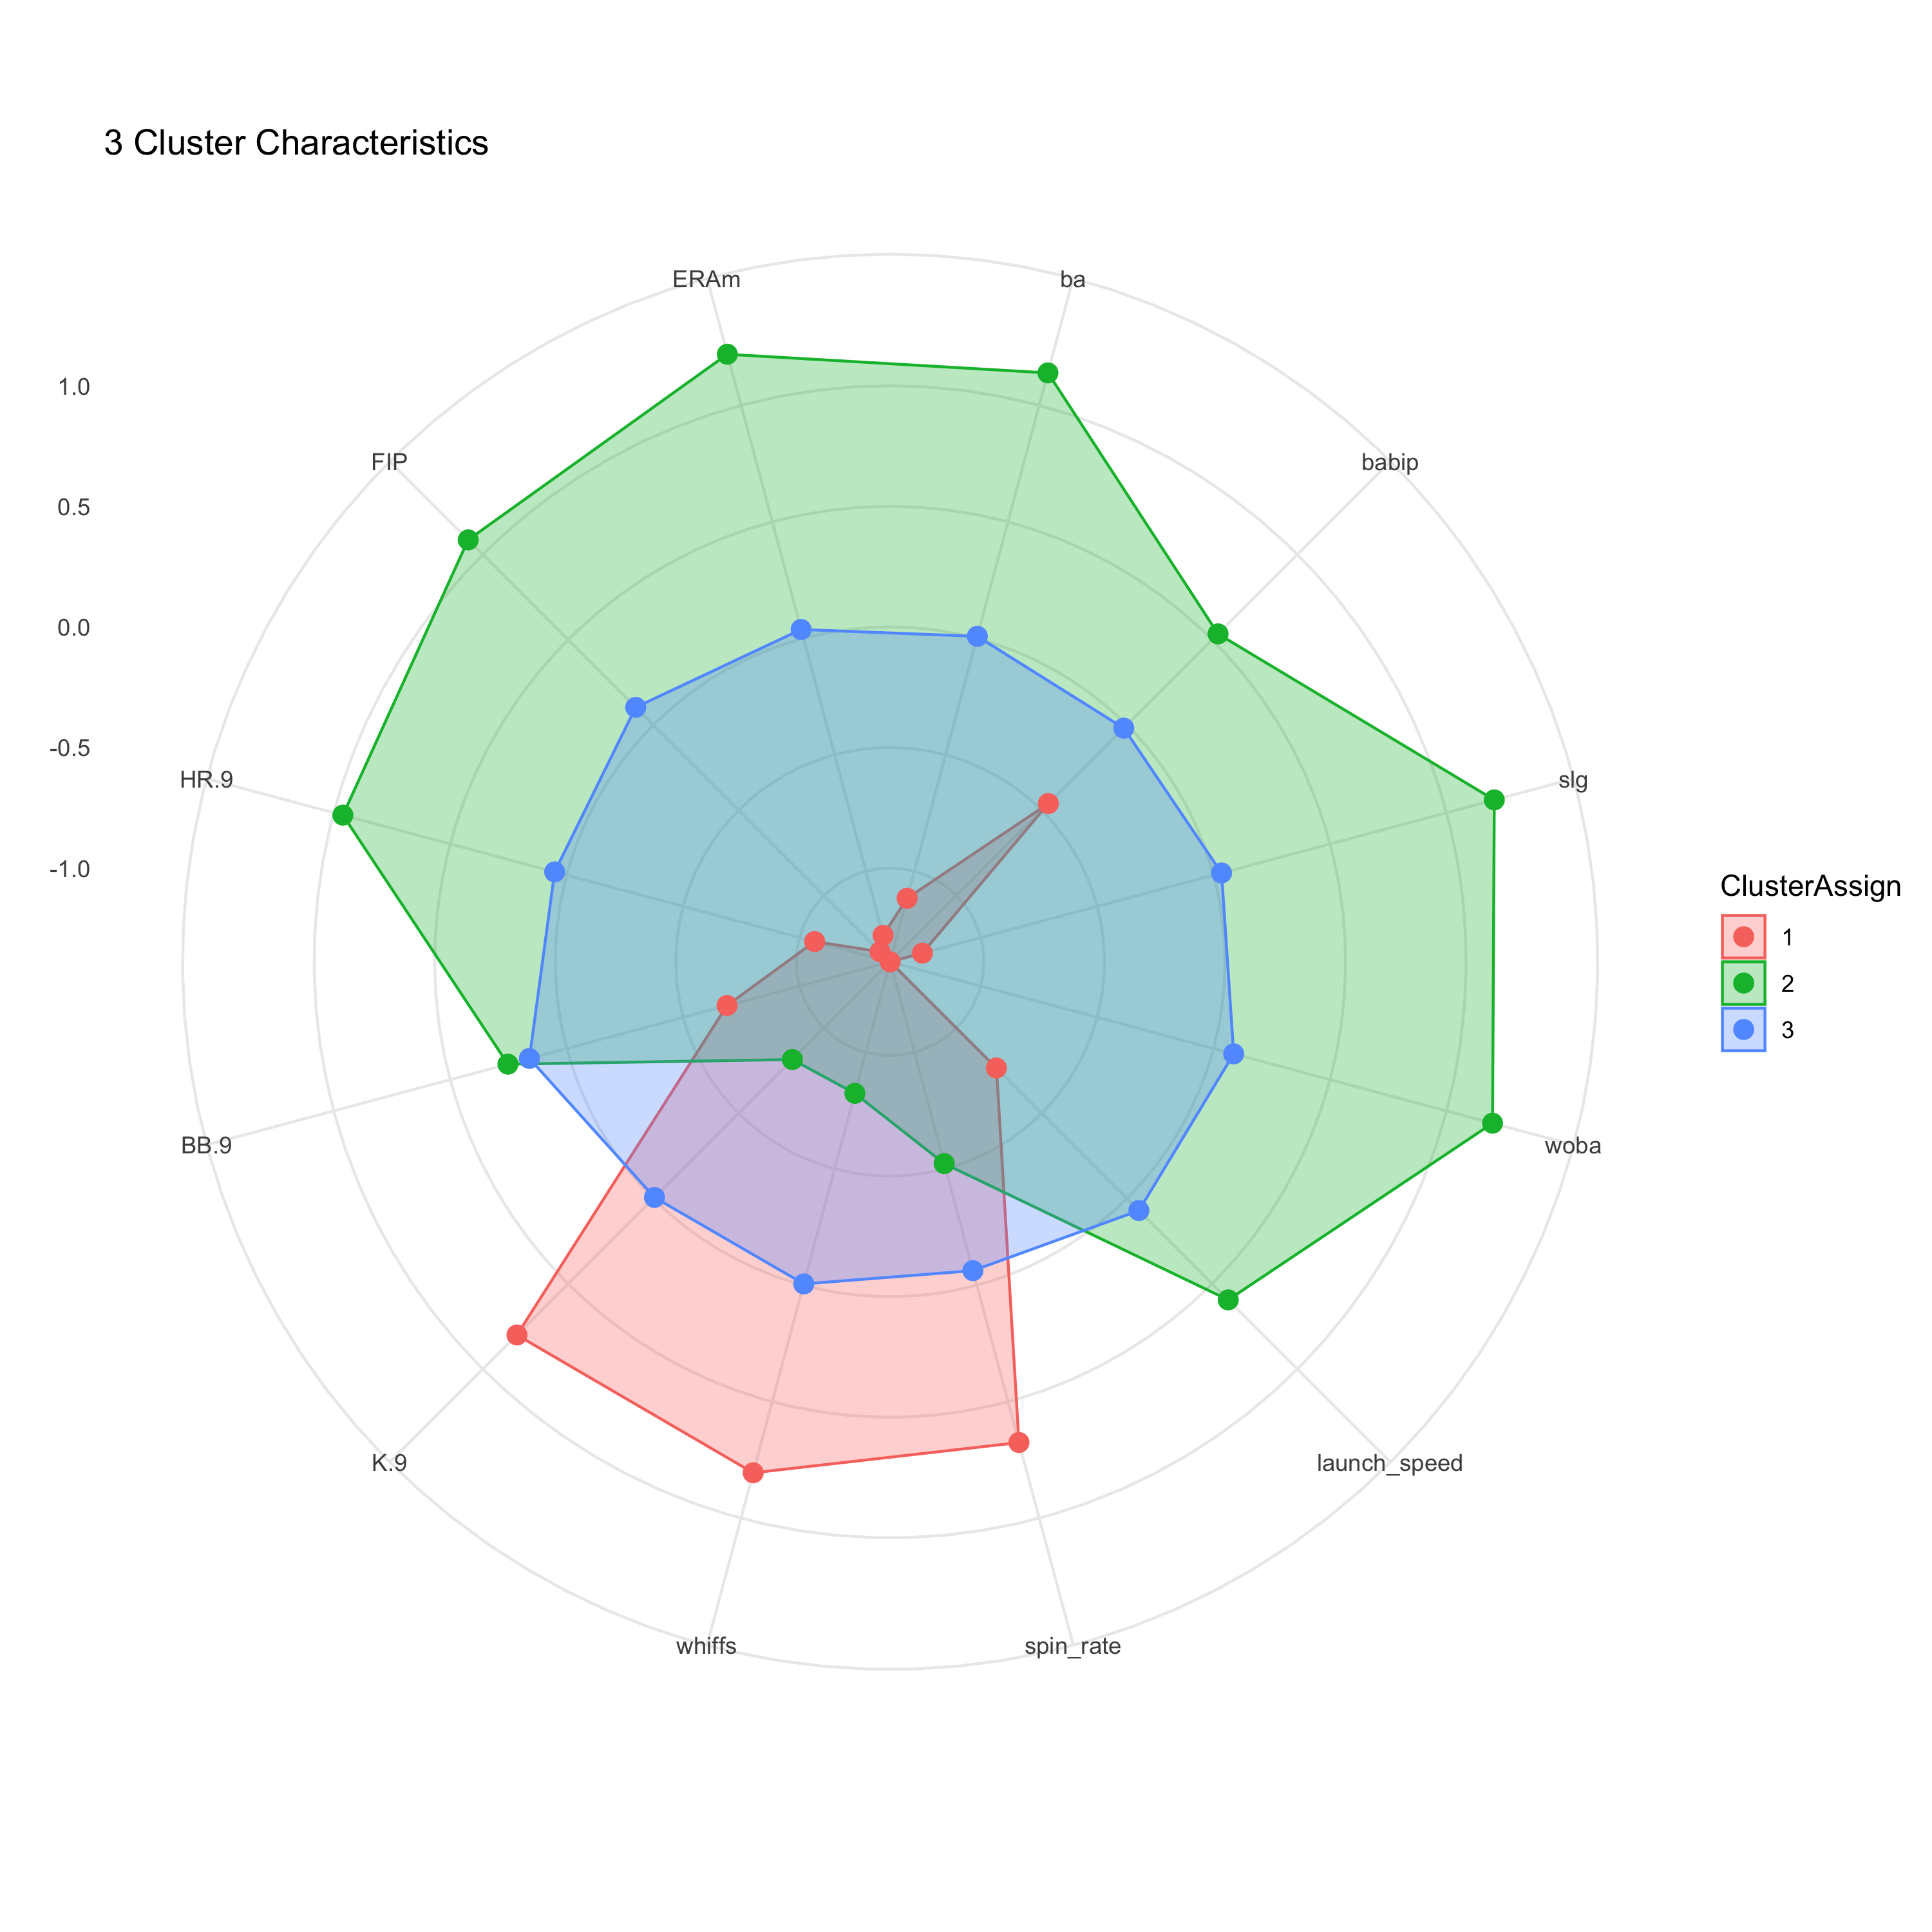 3 Cluster Characteristics
ERAm
ba
1.0
FIP
babip
0.5
0.0
-0.5
HR.9
slg
-1.0
ClusterAssign
1
2
3
BB.9
woba
K.9
launch_speed
whiffs
spin_rate